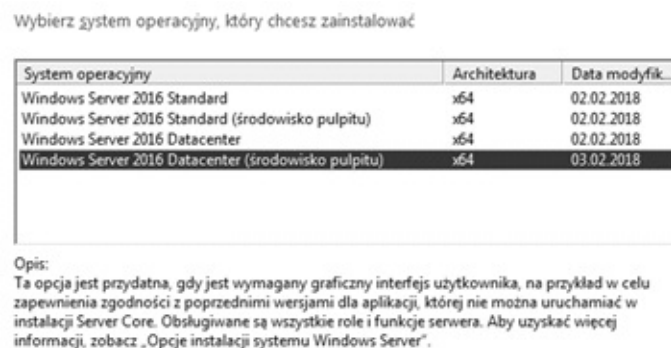 Wybierz system operacyjny, który chcesz zainstalować
System operacyjny Architektura Data modyfik...
Windows Server 2016 Standard x64 02.02.2018
Windows Server 2016 Standard (środowisko pulpitu) x64 02.02.2018
Windows Server 2016 Datacenter x64 02.02.2018
Windows Server 2016 Datacenter (środowisko pulpitu) x64 03.02.2018
Opis:
Ta opcja jest przydatna, gdy jest wymagany graficzny interfejs użytkownika, na przykład w celu
zapewnienia zgodności z poprzednimi wersjami dla aplikacji, której nie można uruchamiać w
instalacji Server Core. Obsługiwane są wszystkie role i funkcje serwera. Aby uzyskać więcej
informacji, zobacz „Opcje instalacji systemu Windows Server”.